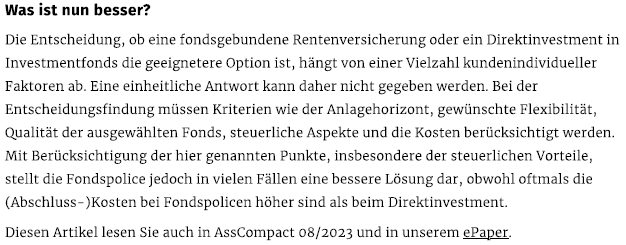 Was ist nun besser?
Die Entscheidung, ob eine fondsgebundene Rentenversicherung oder ein Direktinvestment in
Investmentfonds die geeignetere Option ist, hängt von einer Vielzahl kundenindividueller
Faktoren ab. Eine einheitliche Antwort kann daher nicht gegeben werden. Bei der
Entscheidungsfindung müssen Kriterien wie der Anlagehorizont, gewünschte Flexibilität,
Qualität der ausgewählten Fonds, steuerliche Aspekte und die Kosten berücksichtigt werden.
Mit Berücksichtigung der hier genannten Punkte, insbesondere der steuerlichen Vorteile,
stellt die Fondspolice jedoch in vielen Fällen eine bessere Lösung dar, obwohl oftmals die
(Abschluss-)Kosten bei Fondspolicen höher sind als beim Direktinvestment.
Diesen Artikel lesen Sie auch in AssCompact 08/2023 und in unserem ePaper.